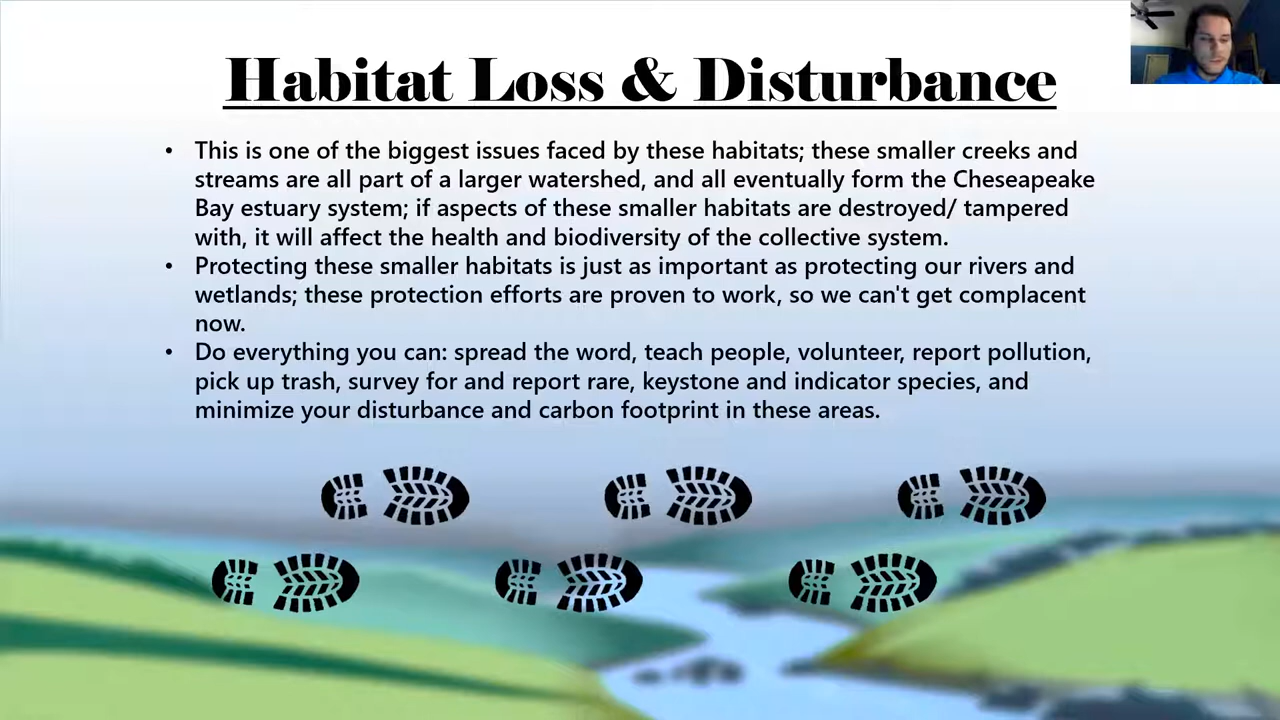 Habitat Loss & Disturbance
• This is one of the biggest issues faced by these habitats; these smaller creeks and
streams are all part of a larger watershed, and all eventually form the Cheseapeake
Bay estuary system; if aspects of these smaller habitats are destroyed/ tampered
with, it will affect the health and biodiversity of the collective system.
• Protecting these smaller habitats is just as important as protecting our rivers and
wetlands; these protection efforts are proven to work, so we can't get complacent
now.
• Do everything you can: spread the word, teach people, volunteer, report pollution,
pick up trash, survey for and report rare, keystone and indicator species, and
minimize your disturbance and carbon footprint in these areas.